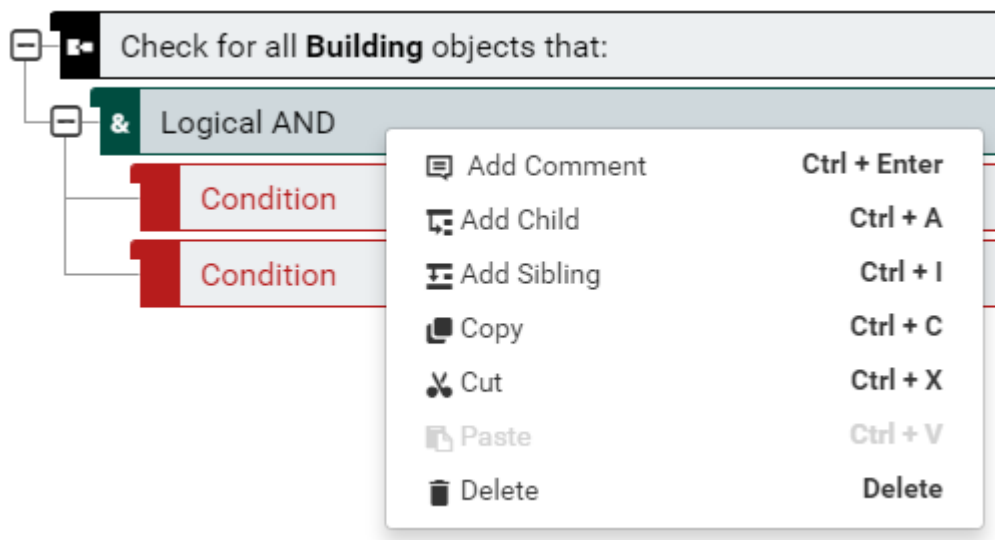 Check for all Building objects that:
& Logical AND
Condition
Condition
Add Comment Ctrl + Enter
Add Child Ctrl + A
Add Sibling Ctrl + I
Copy Ctrl + C
Cut Ctrl + X
Paste Ctrl + V
Delete Delete